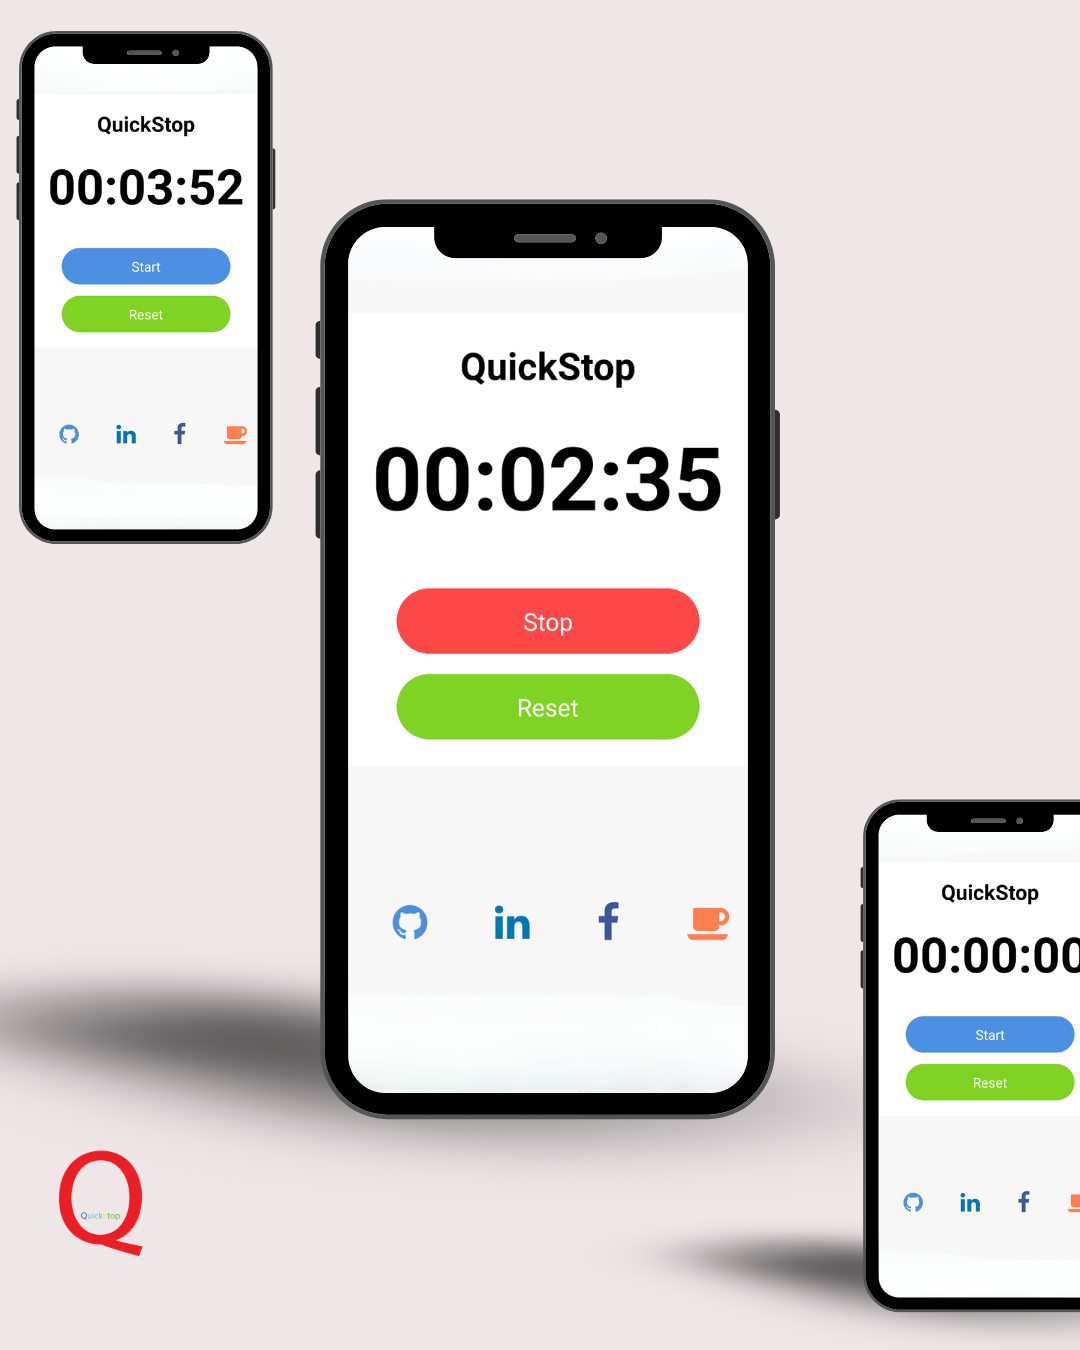 QuickStop
00:03:52
Start
Reset
in
f
QuickStop
00:02:35
Stop
Reset
in
f
QuickStop
00:00:00
Start
Reset
in
f
Q
QuickStop